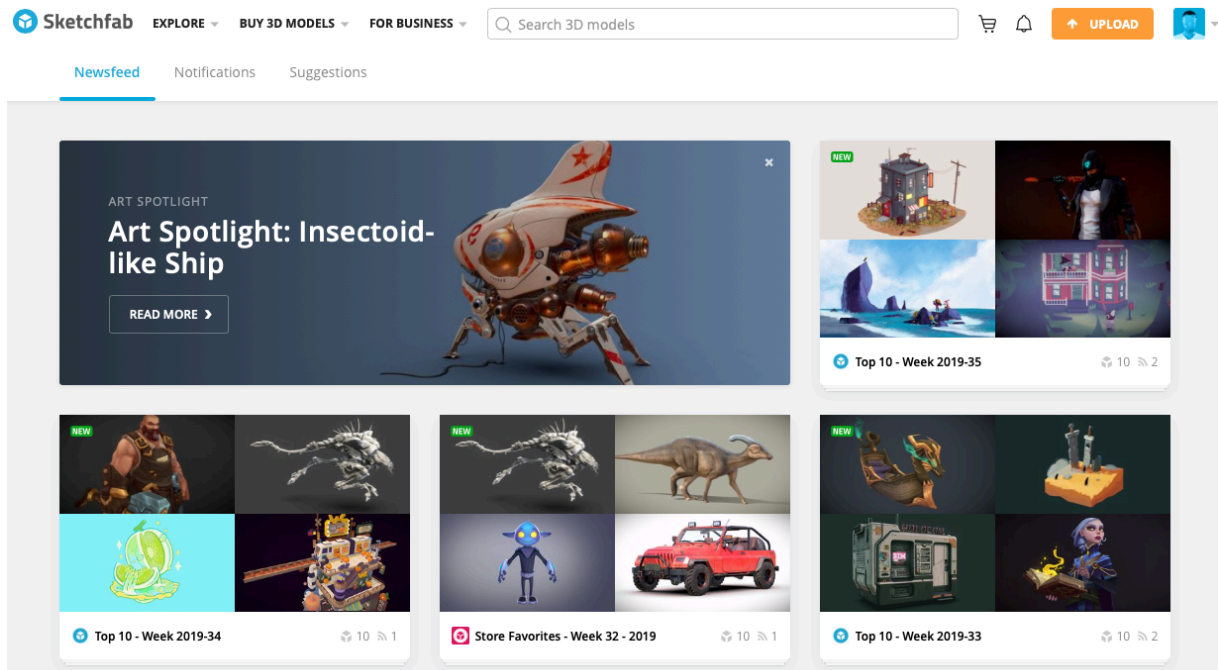 Sketchfab EXPLORE BUY 3D MODELS FOR BUSINESS Search 3D models UPLOAD
Newsfeed Notifications Suggestions
ART SPOTLIGHT
Art Spotlight: Insectoid-
like Ship
READ MORE
NEW
Top 10 - Week 2019-35 10 2
NEW
Top 10 - Week 2019-34 10 1
NEW
Store Favorites - Week 32 - 2019 10 1
NEW
Top 10 - Week 2019-33 10 2